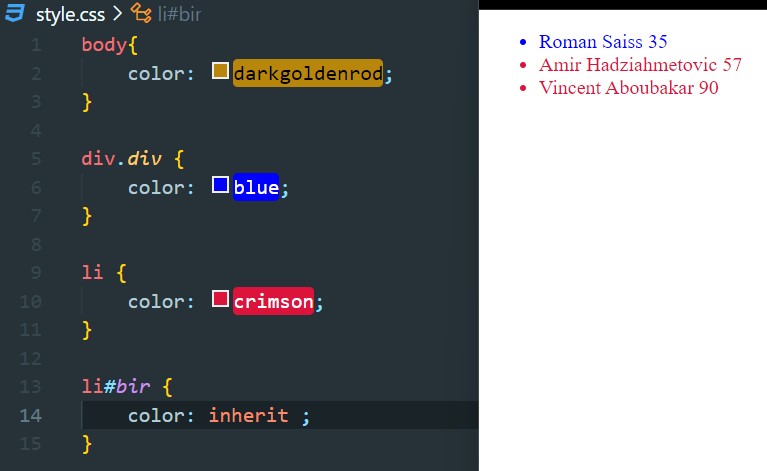 style.css > li#bir
1 body{
2 color: darkgoldenrod;
3 }
4
5 div.div {
6 color: blue;
7 }
8
9 li {
10 color: crimson;
11 }
12
13 li#bir {
14 color: inherit ;
15 }
• Roman Saiss 35
• Amir Hadziahmetovic 57
• Vincent Aboubakar 90